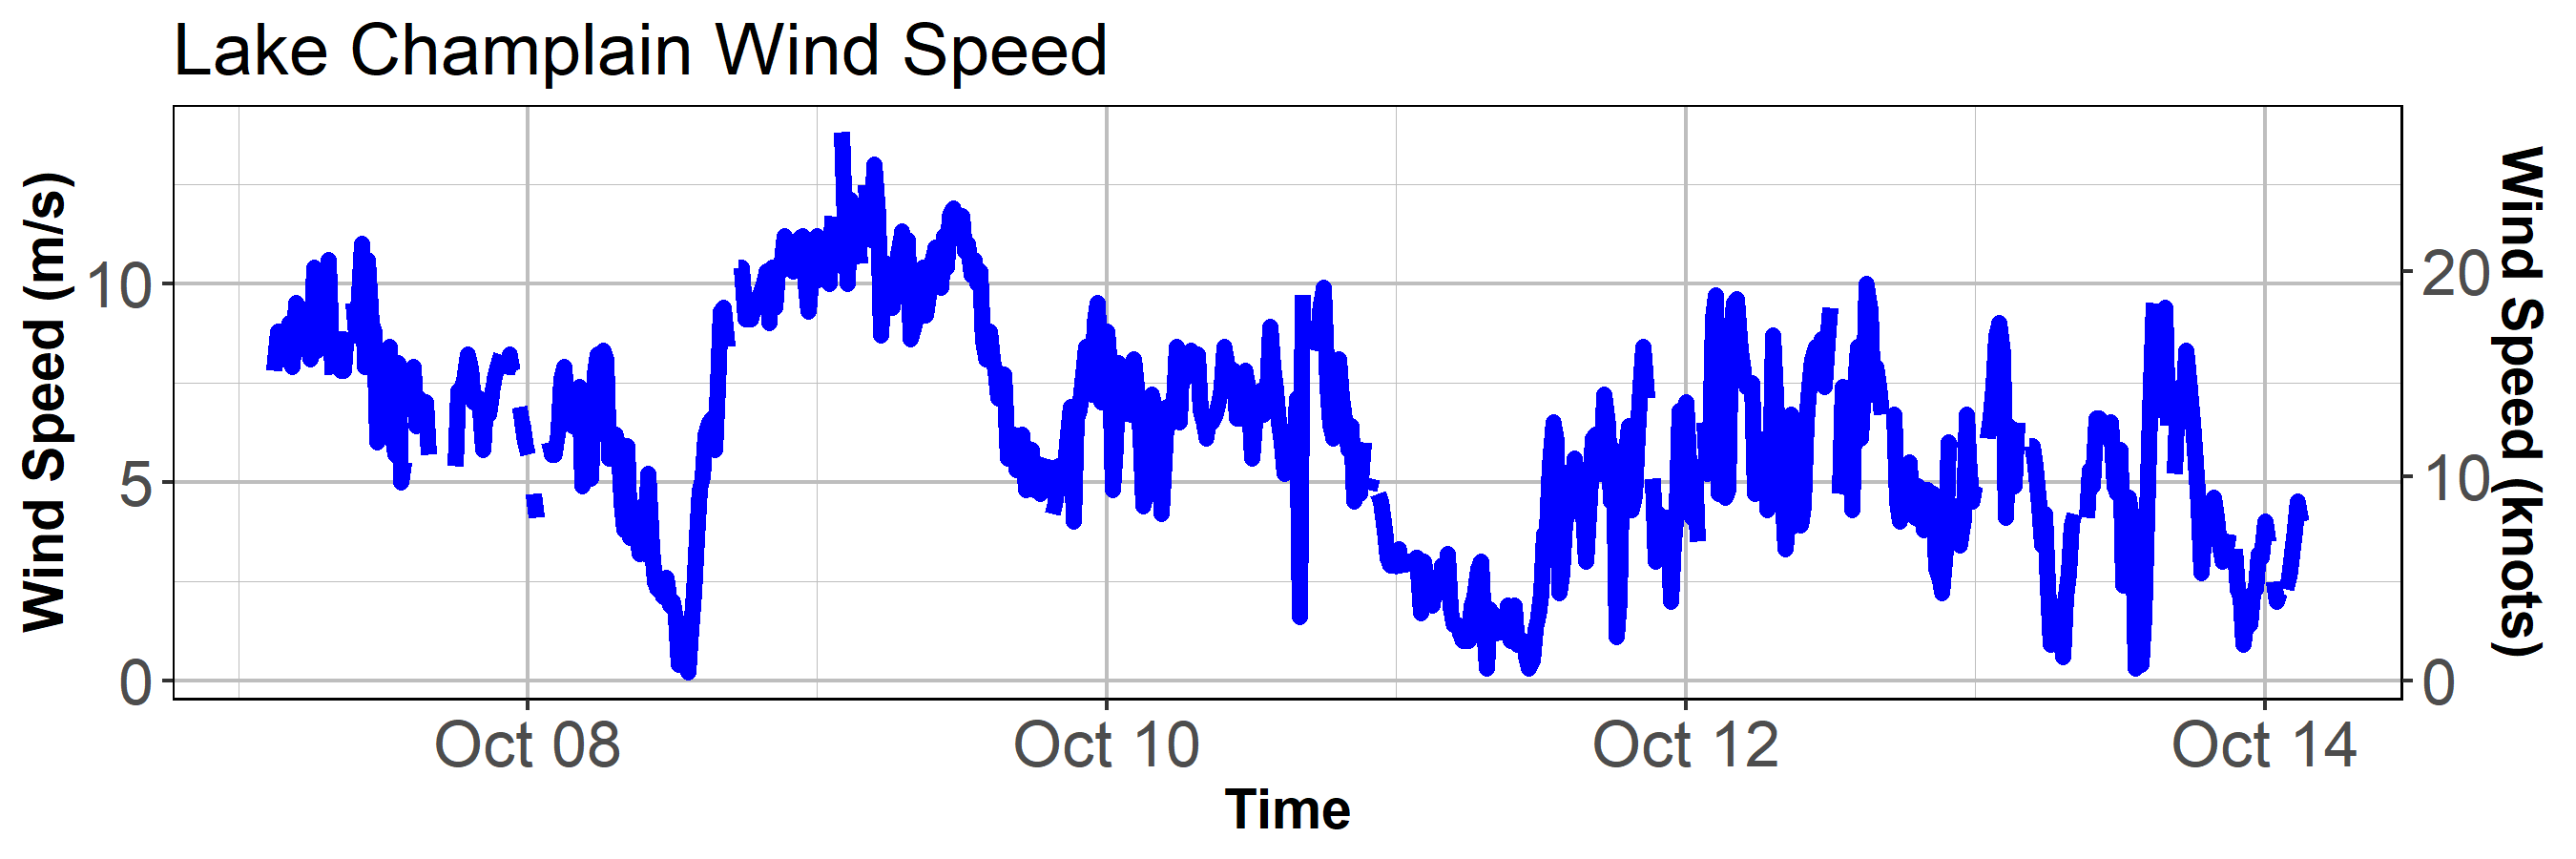 Lake Champlain Wind Speed
Wind Speed (m/s)
10
5
0
20
10
0
Wind Speed (knots)
Oct 08
Oct 10
Oct 12
Oct 14
Time